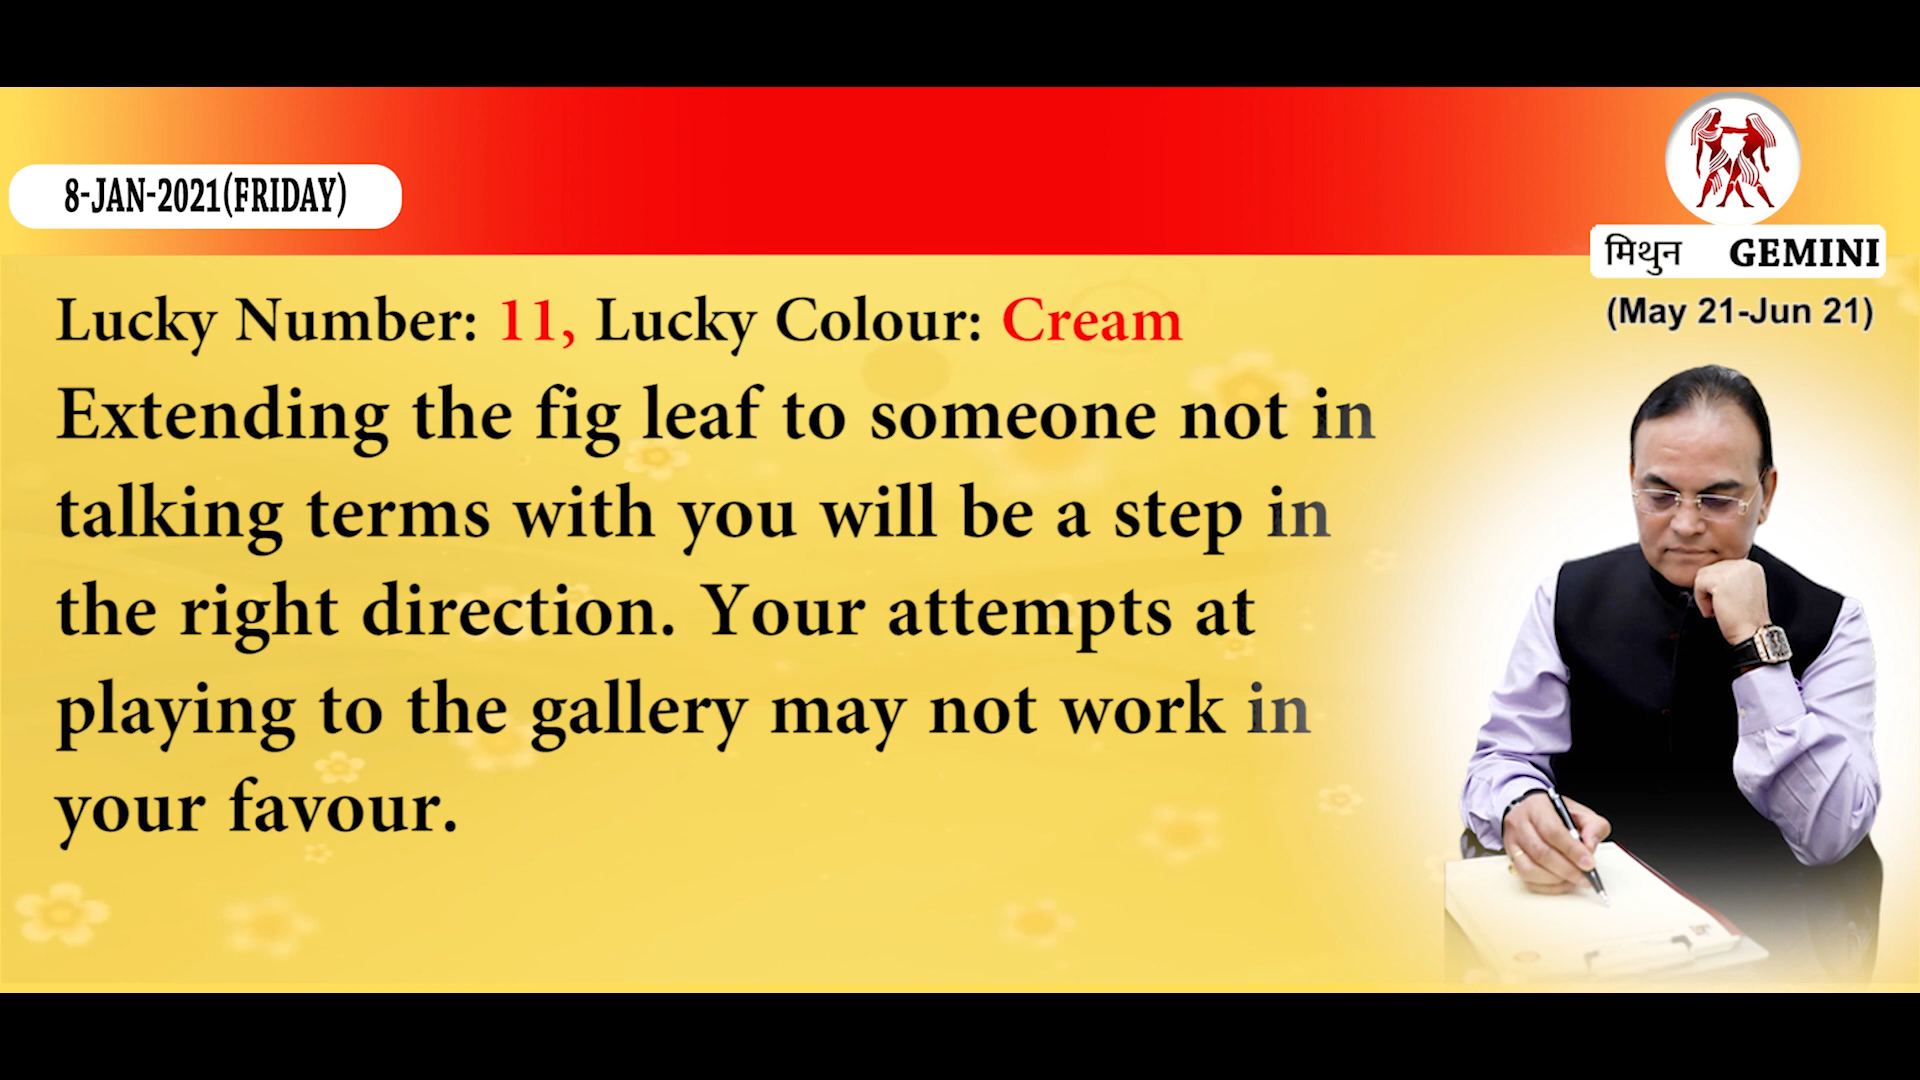 8-JAN-2021(FRIDAY)
मिथुन GEMINI
(May 21-Jun 21)
Lucky Number: 11, Lucky Colour: Cream
Extending the fig leaf to someone not in
talking terms with you will be a step in
the right direction. Your attempts at
playing to the gallery may not work in
your favour.